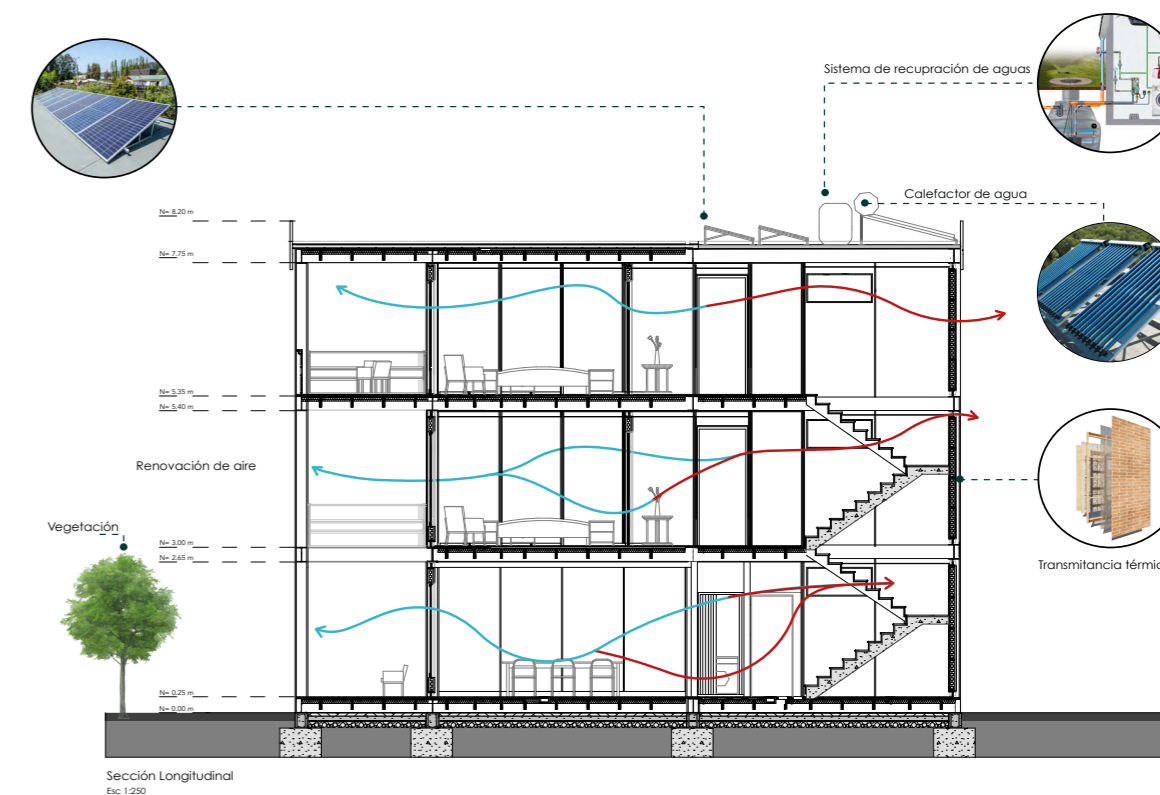 Sistema de recupración de aguas
Calefactor de agua
N= 8.20 m
N= 7.75 m
N= 5.35 m
N= 5.40 m
Renovación de aire
Vegetación
N= 3.00 m
N= 2.65 m
Transmitancia térmic
N= 0.25 m
N= 0.00 m
Sección Longitudinal
Esc 1:250